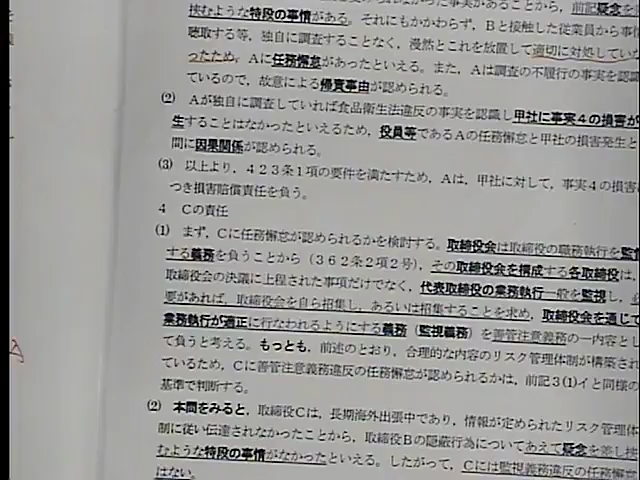 挟むような特段の事情がある。それにもかかわらず、Bと接触した従業員から事情
聴取する等、独自に調査することなく、漫然とこれを放置して適切に対処してい
ったため、Aに任務懈怠があったといえる。また、Aは調査の不履行の事実を認
ているので、故意による帰責事由が認められる。
(2) Aが独自に調査していれば食品衛生法違反の事実を認識し甲社に事実4の損害が
生することはなかったといえるため、役員等であるAの任務懈怠と甲社の損害発生と
間に因果関係が認められる。
(3) 以上より、423条1項の要件を満たすため、Aは、甲社に対して、事実4の損害
つき損害賠償責任を負う。
4 Cの責任
(1) まず、Cに任務懈怠が認められるかを検討する。取締役会は取締役の職務執行を監
する義務を負うことから(362条2項2号)、その取締役会を構成する各取締役は、
取締役会の決議に上程された事項だけでなく、代表取締役の業務執行一般を監視し、
要があれば、取締役会を自ら招集し、あるいは招集することを求め、取締役会を通じて
業務執行が適正に行なわれるようにする義務(監視義務)を善管注意義務の一内容とし
て負うと考える。もっとも、前述のとおり、合理的な内容のリスク管理体制が構築され
ているため、Cに善管注意義務違反の任務懈怠が認められるかは、前記3(1)イと同様の
基準で判断する。
(2) 本問をみると、取締役Cは、長期海外出張中であり、情報が定められたリスク管理体
制に従い伝達されなかったことから、取締役Bの隠蔽行為についてあえて疑念を差し挟
むような特段の事情がなかったといえる。したがって、Cには監視義務違反の任務懈怠
はない。